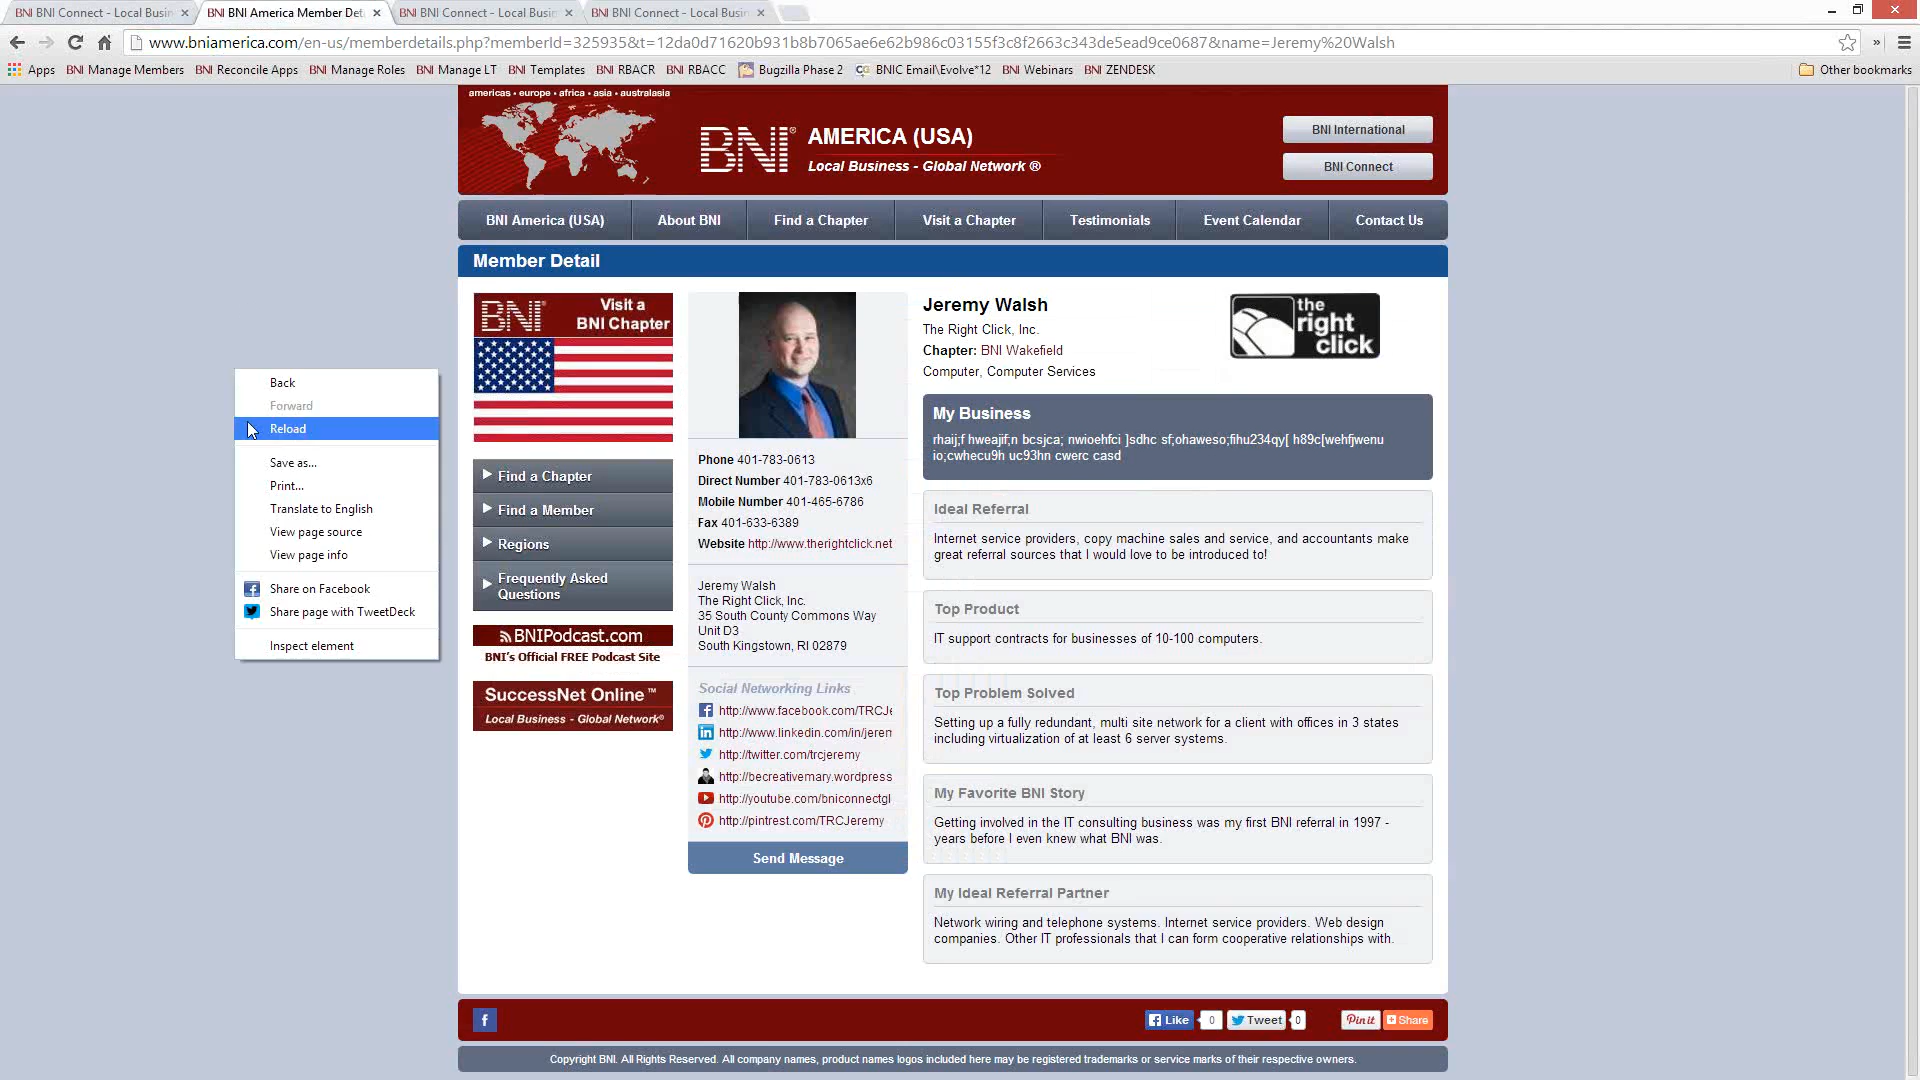 BNI BNI Connect - Local Busin
BNI BNI America Member Det
BNI BNI Connect - Local Busin
BNI BNI Connect - Local Busin
www.bniamerica.com/en-us/memberdetails.php?memberId=325935&t=12da0d71620b931b8b7065ae6e62b986c03155f3c8f2663c343de5ead9ce0687&name=Jeremy%20Walsh
Apps BNI Manage Members BNI Reconcile Apps BNI Manage Roles BNI Manage LT BNI Templates BNI RBACR BNI RBACC Bugzilla Phase 2 BNIC Email\Evolve*12 BNI Webinars BNI ZENDESK » Other bookmarks
americas • europe • africa • asia • australasia
BNI® AMERICA (USA)
Local Business - Global Network ®
BNI International
BNI Connect
BNI America (USA) About BNI Find a Chapter Visit a Chapter Testimonials Event Calendar Contact Us
Member Detail
Back
Forward
Reload
Save as...
Print...
Translate to English
View page source
View page info
Share on Facebook
Share page with TweetDeck
Inspect element
BNI® Visit a
BNI Chapter
Find a Chapter
Find a Member
Regions
Frequently Asked
Questions
BNIPodcast.com
BNI's Official FREE Podcast Site
SuccessNet Online ™
Local Business - Global Network®
Phone 401-783-0613
Direct Number 401-783-0613x6
Mobile Number 401-465-6786
Fax 401-633-6389
Website http://www.therightclick.net
Jeremy Walsh
The Right Click, Inc.
35 South County Commons Way
Unit D3
South Kingstown, RI 02879
Social Networking Links
http://www.facebook.com/TRCJe
http://www.linkedin.com/in/jerem
http://twitter.com/trcjeremy
http://becreativemary.wordpress
http://youtube.com/bniconnectgl
http://pintrest.com/TRCJeremy
Send Message
Jeremy Walsh
The Right Click, Inc.
Chapter: BNI Wakefield
Computer, Computer Services
the
right
click
My Business
rhaij;f hweajif;n bcsjca; nwioehfci ]sdhc sf;ohaweso;fihu234qy[ h89c[wehfjwenu
io;cwhecu9h uc93hn cwerc casd
Ideal Referral
Internet service providers, copy machine sales and service, and accountants make
great referral sources that I would love to be introduced to!
Top Product
IT support contracts for businesses of 10-100 computers.
Top Problem Solved
Setting up a fully redundant, multi site network for a client with offices in 3 states
including virtualization of at least 6 server systems.
My Favorite BNI Story
Getting involved in the IT consulting business was my first BNI referral in 1997 -
years before I even knew what BNI was.
My Ideal Referral Partner
Network wiring and telephone systems. Internet service providers. Web design
companies. Other IT professionals that I can form cooperative relationships with.
f Like 0 Tweet 0 Pin it Share
Copyright BNI. All Rights Reserved. All company names, product names logos included here may be registered trademarks or service marks of their respective owners.